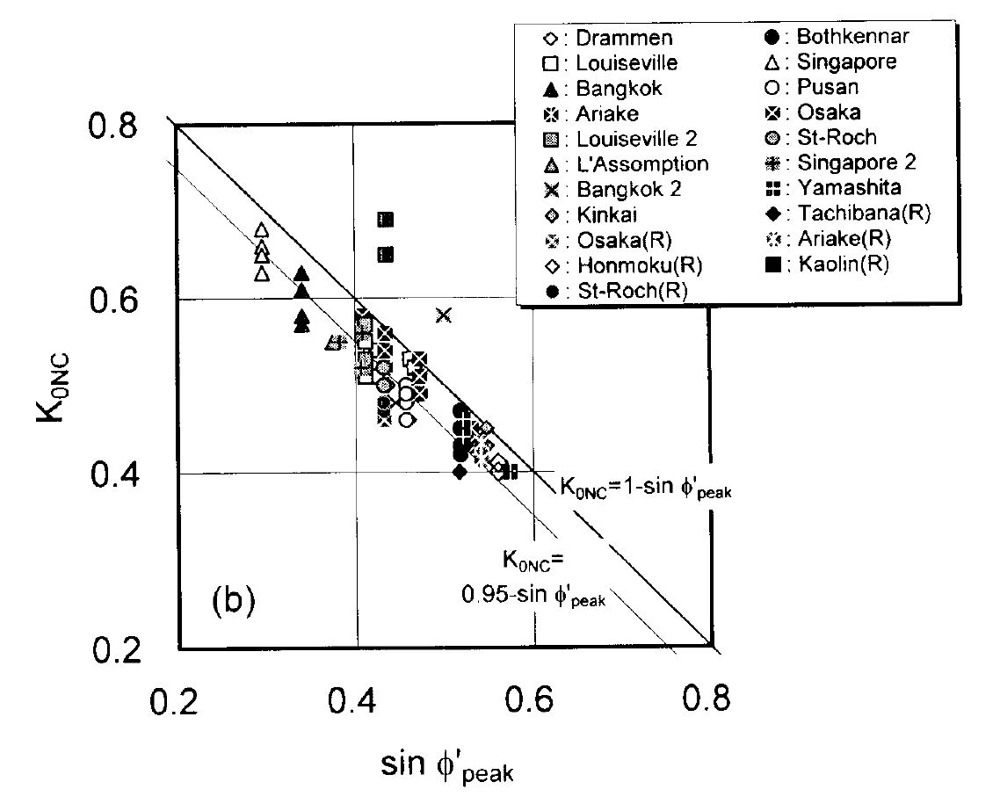 ◇: Drammen
●: Bothkennar
□: Louiseville
△: Singapore
▲: Bangkok
○: Pusan
: Ariake
: Osaka
: Louiseville 2
: St-Roch
: L'Assomption
: Singapore 2
: Bangkok 2
: Yamashita
: Kinkai
◆: Tachibana(R)
: Osaka(R)
: Ariake(R)
◇: Honmoku(R)
■: Kaolin(R)
●: St-Roch(R)
0.8
0.6
0.4
0.2
K0NC
K0NC=1-sin ϕ'peak
K0NC=
0.95-sin ϕ'peak
(b)
0.2 0.4 0.6 0.8
sin ϕ'peak